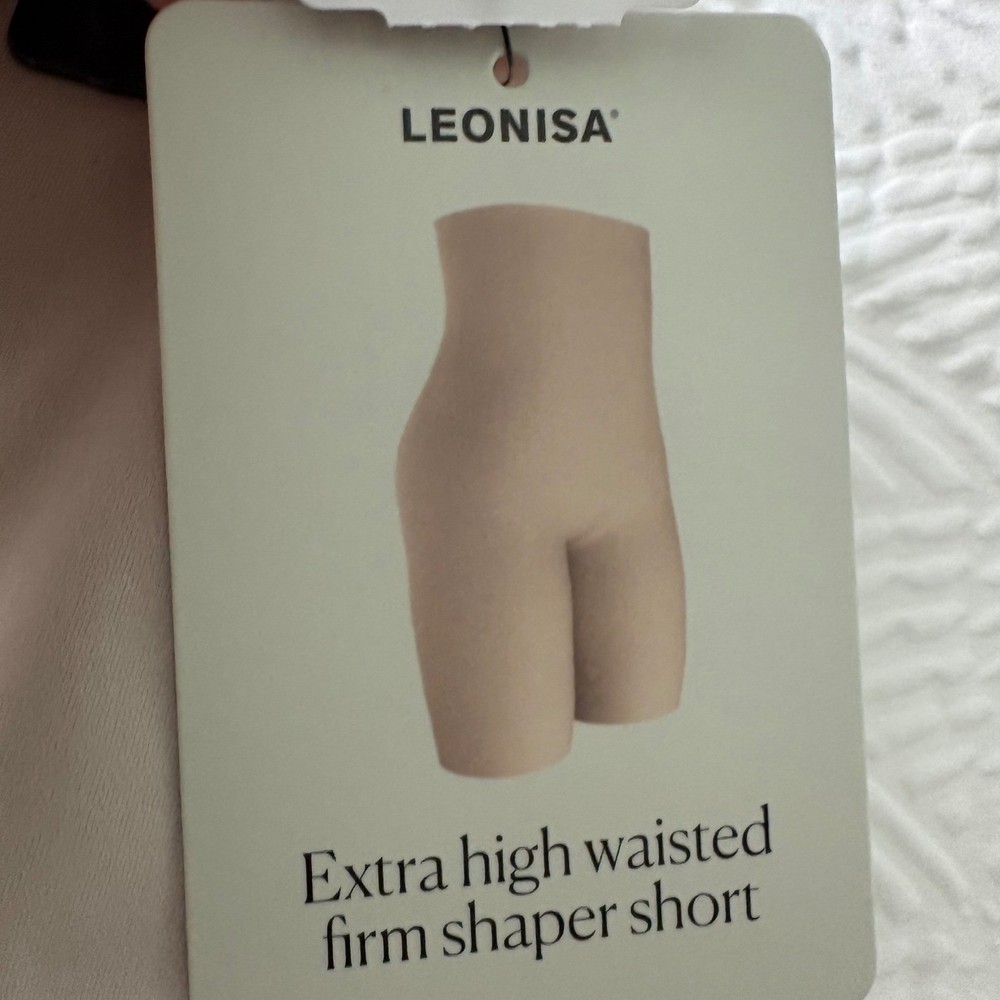 LEONISA®
Extra high waisted
firm shaper short